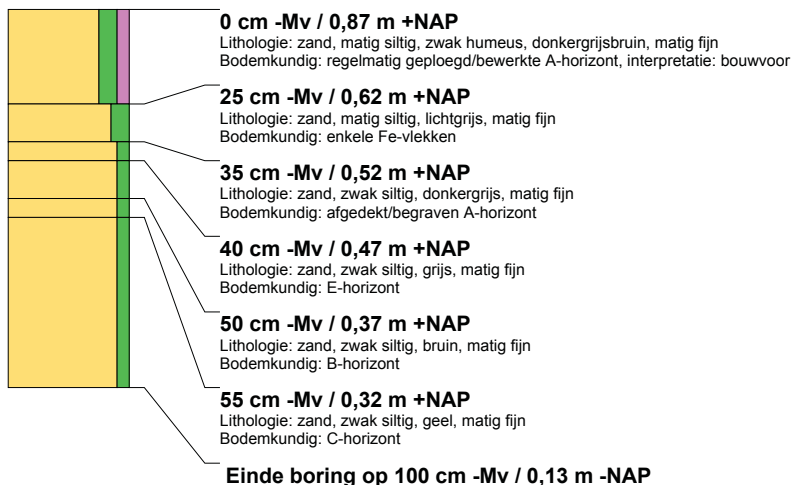 0 cm -Mv / 0,87 m +NAP
Lithologie: zand, matig siltig, zwak humeus, donkergrijsbruin, matig fijn
Bodemkundig: regelmatig geploegd/bewerkte A-horizont, interpretatie: bouwvoor
25 cm -Mv / 0,62 m +NAP
Lithologie: zand, matig siltig, lichtgrijs, matig fijn
Bodemkundig: enkele Fe-vlekken
35 cm -Mv / 0,52 m +NAP
Lithologie: zand, zwak siltig, donkergrijs, matig fijn
Bodemkundig: afgedekt/begraven A-horizont
40 cm -Mv / 0,47 m +NAP
Lithologie: zand, zwak siltig, grijs, matig fijn
Bodemkundig: E-horizont
50 cm -Mv / 0,37 m +NAP
Lithologie: zand, zwak siltig, bruin, matig fijn
Bodemkundig: B-horizont
55 cm -Mv / 0,32 m +NAP
Lithologie: zand, zwak siltig, geel, matig fijn
Bodemkundig: C-horizont
Einde boring op 100 cm -Mv / 0,13 m -NAP